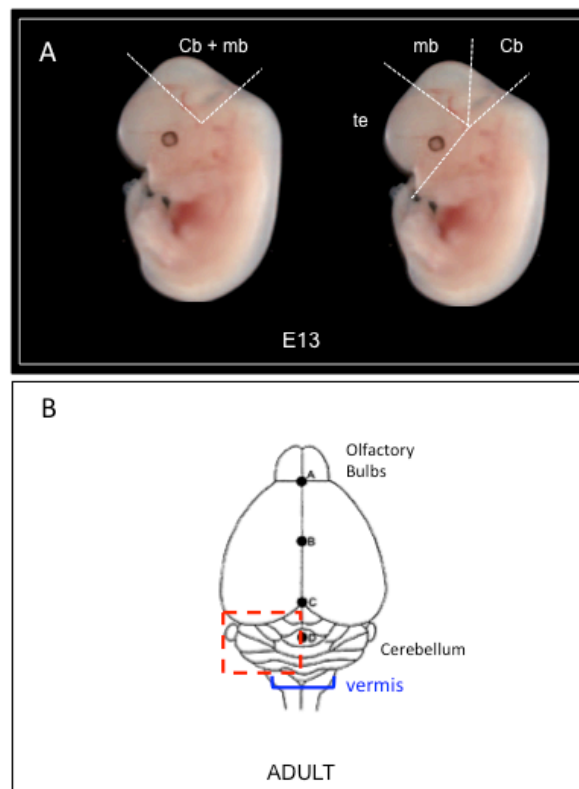 A
Cb + mb
mb
Cb
te
E13
B
Olfactory
Bulbs
A
B
C
D
Cerebellum
vermis
ADULT